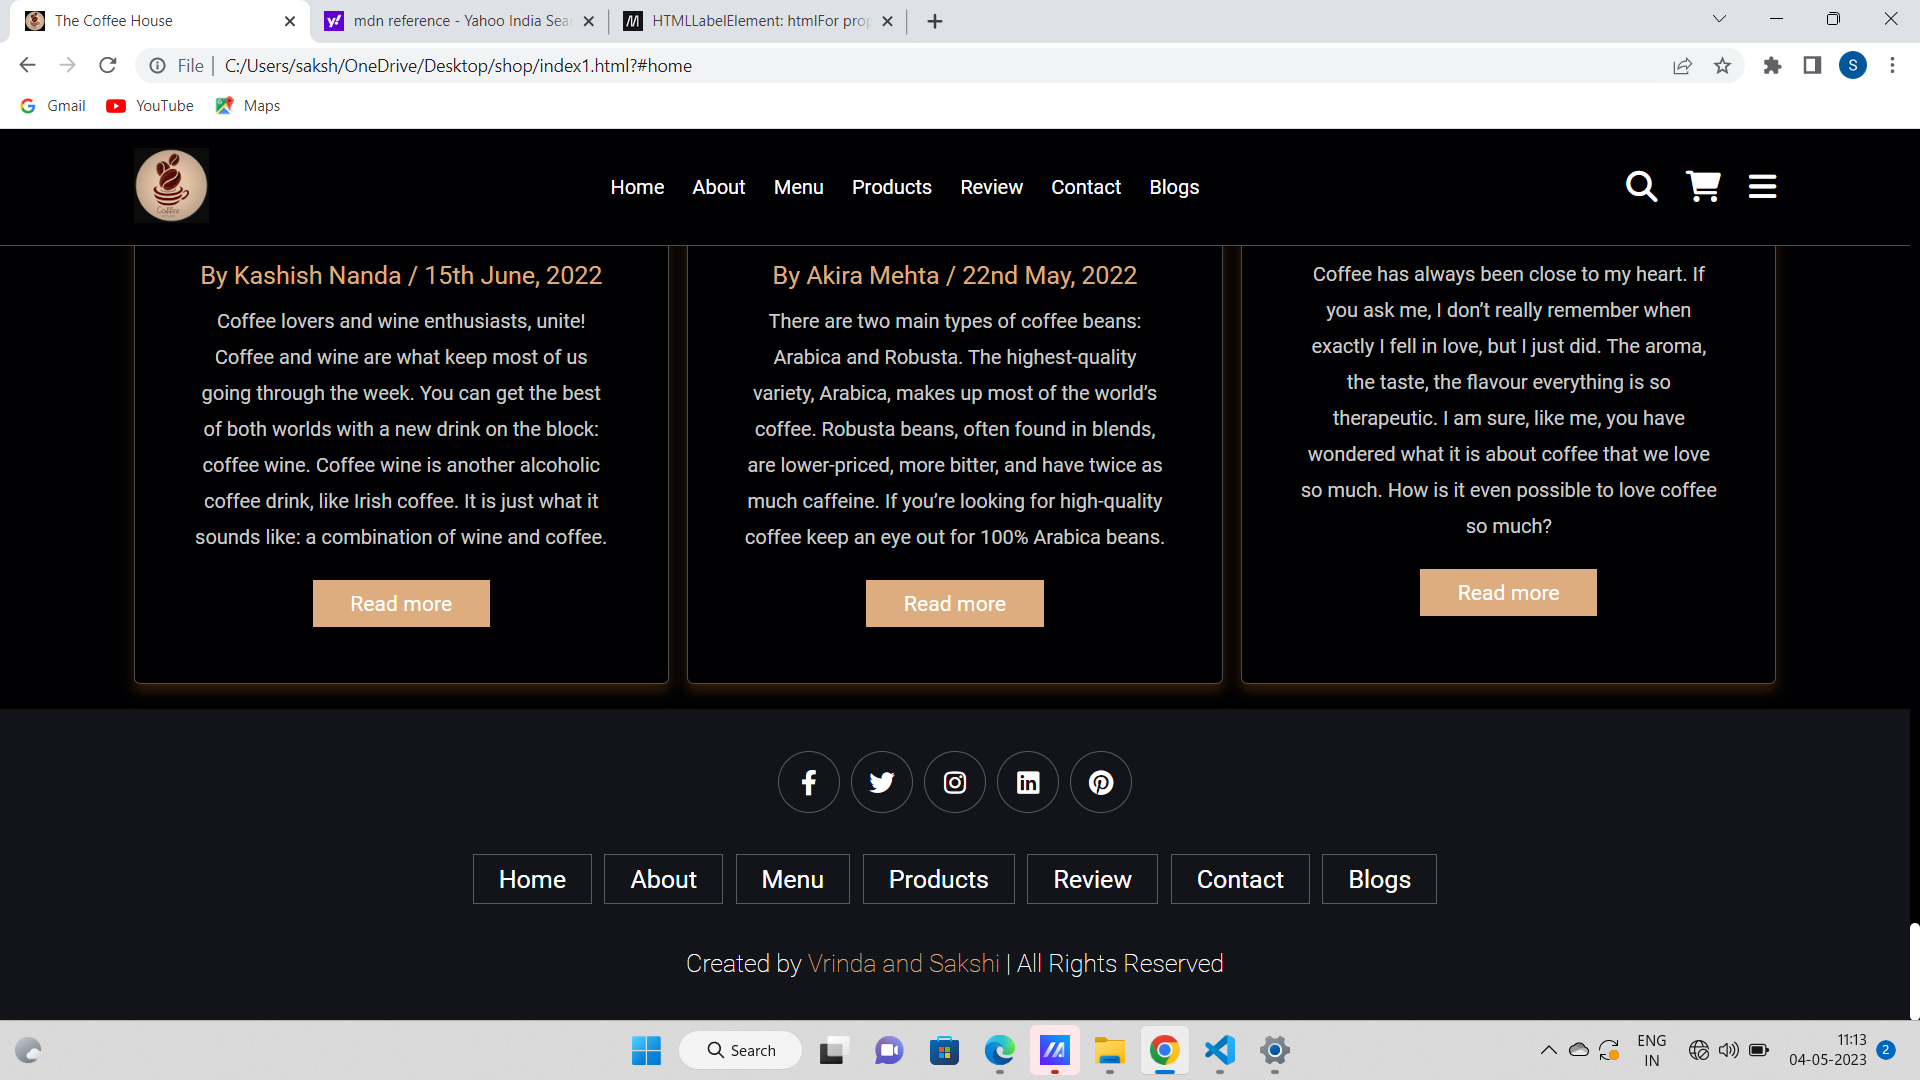 The Coffee House
mdn reference - Yahoo India Sea
HTMLLabelElement: htmlFor prop
File
C:/Users/saksh/OneDrive/Desktop/shop/index1.html?#home
S
Gmail
YouTube
Maps
Coffee
Home
About
Menu
Products
Review
Contact
Blogs
By Kashish Nanda / 15th June, 2022
Coffee lovers and wine enthusiasts, unite!
Coffee and wine are what keep most of us
going through the week. You can get the best
of both worlds with a new drink on the block:
coffee wine. Coffee wine is another alcoholic
coffee drink, like Irish coffee. It is just what it
sounds like: a combination of wine and coffee.
Read more
By Akira Mehta / 22nd May, 2022
There are two main types of coffee beans:
Arabica and Robusta. The highest-quality
variety, Arabica, makes up most of the world’s
coffee. Robusta beans, often found in blends,
are lower-priced, more bitter, and have twice as
much caffeine. If you’re looking for high-quality
coffee keep an eye out for 100% Arabica beans.
Read more
Coffee has always been close to my heart. If
you ask me, I don’t really remember when
exactly I fell in love, but I just did. The aroma,
the taste, the flavour everything is so
therapeutic. I am sure, like me, you have
wondered what it is about coffee that we love
so much. How is it even possible to love coffee
so much?
Read more
Home
About
Menu
Products
Review
Contact
Blogs
Created by Vrinda and Sakshi | All Rights Reserved
Search
ENG
IN
11:13
04-05-2023
2